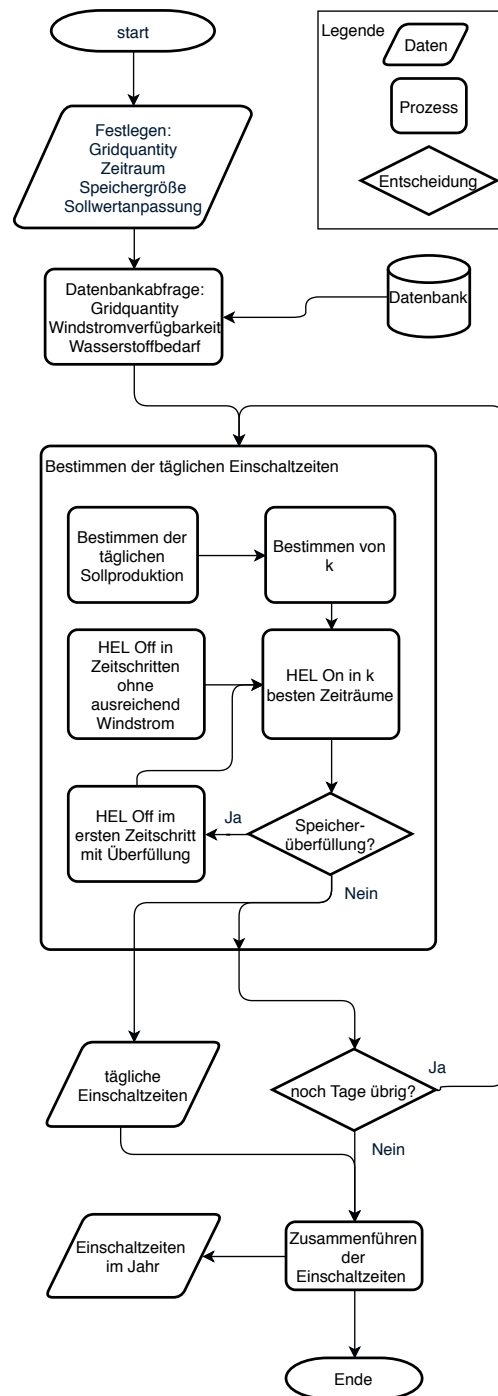 start
Legende
Daten
Prozess
Entscheidung
Festlegen:
Gridquantity
Zeitraum
Speichergröße
Sollwertanpassung
Datenbankabfrage:
Gridquantity
Windstromverfügbarkeit
Wasserstoffbedarf
Datenbank
Bestimmen der täglichen Einschaltzeiten
Bestimmen der
täglichen
Sollproduktion
Bestimmen von
k
HEL Off in
Zeitschritten
ohne
ausreichend
Windstrom
HEL On in k
besten Zeiträume
HEL Off im
ersten Zeitschritt
mit Überfüllung
Ja
Speicher-
überfüllung?
Nein
tägliche
Einschaltzeiten
noch Tage übrig?
Ja
Nein
Einschaltzeiten
im Jahr
Zusammenführen
der
Einschaltzeiten
Ende